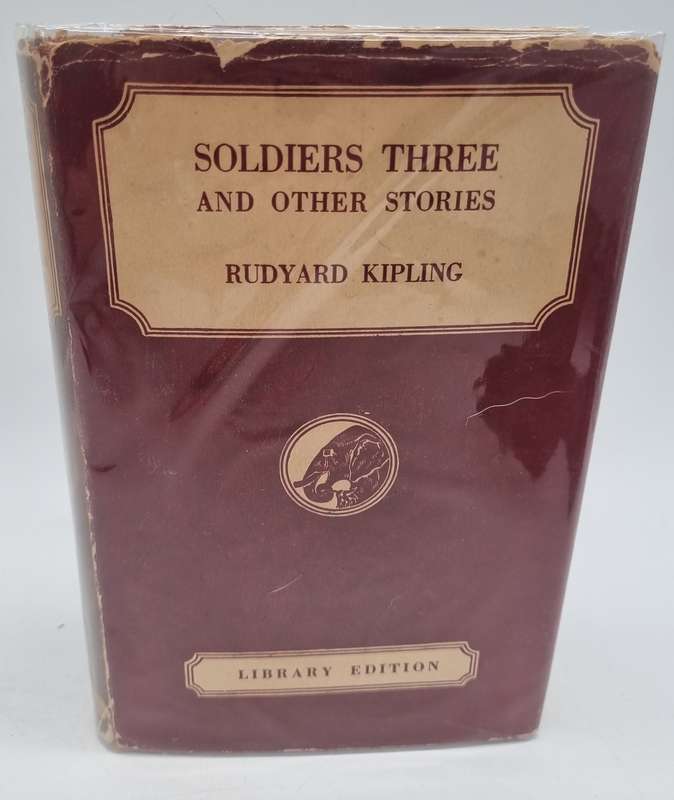 SOLDIERS THREE
AND OTHER STORIES
RUDYARD KIPLING
LIBRARY EDITION